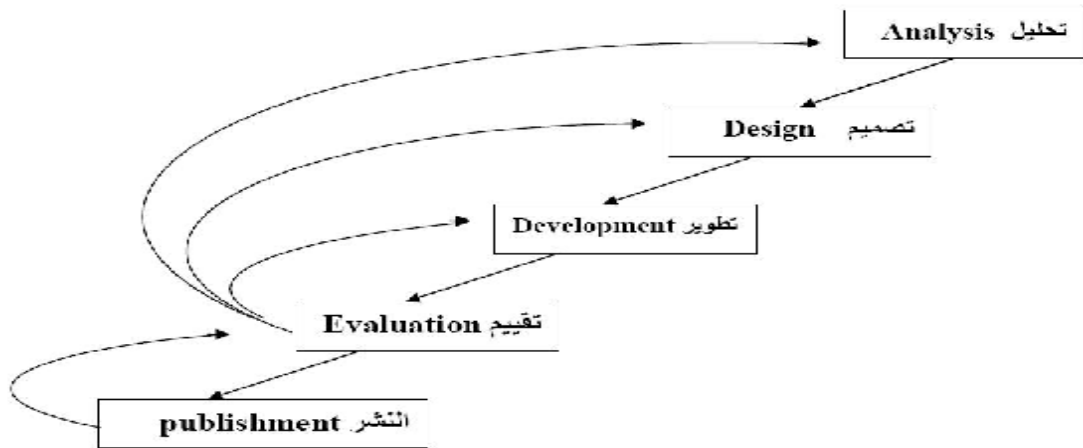 Analysis تحليل
Design تصميم
Development تطوير
Evaluation تقييم
publishment النشر